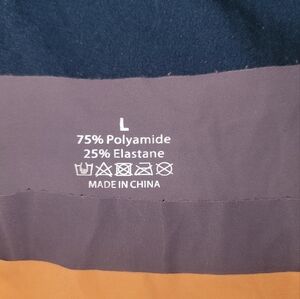 L
75% Polyamide
25% Elastane
MADE IN CHINA